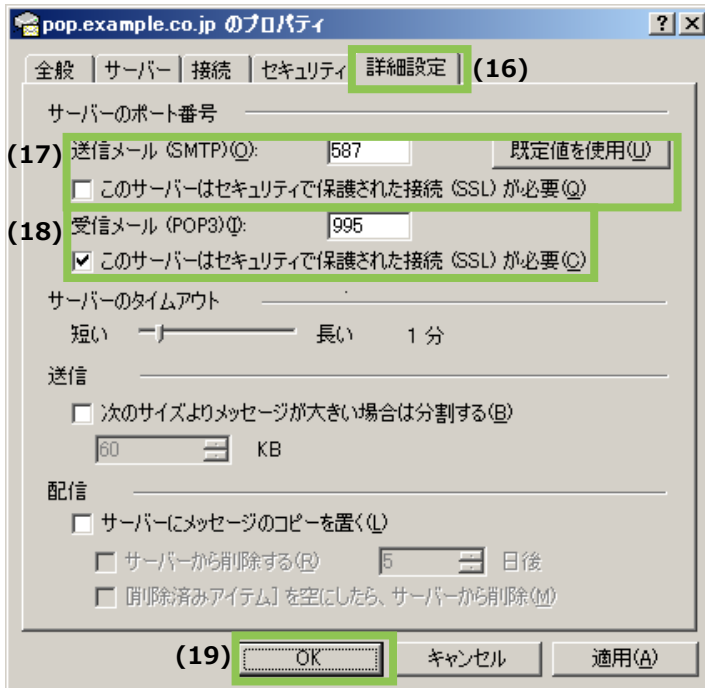 pop.example.co.jp のプロパティ
全般 サーバー 接続 セキュリティ 詳細設定 (16)
サーバーのポート番号
(17) 送信メール (SMTP)(O): 587 既定値を使用(U)
このサーバーはセキュリティで保護された接続 (SSL) が必要(Q)
(18) 受信メール (POP3)(I): 995
このサーバーはセキュリティで保護された接続 (SSL) が必要(C)
サーバーのタイムアウト
短い 長い 1 分
送信
次のサイズよりメッセージが大きい場合は分割する(B)
60 KB
配信
サーバーにメッセージのコピーを置く(L)
サーバーから削除する(R) 5 日後
[削除済みアイテム] を空にしたら、サーバーから削除(M)
(19) OK キャンセル 適用(A)